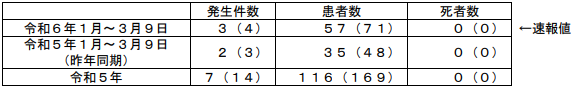 発生件数 患者数 死者数
令和６年１月～３月９日 ３（４） ５７（７１） ０（０） ←速報値
令和５年１月～３月９日
（昨年同期） ２（３） ３５（４８） ０（０）
令和５年 ７（１４） １１６（１６９） ０（０）